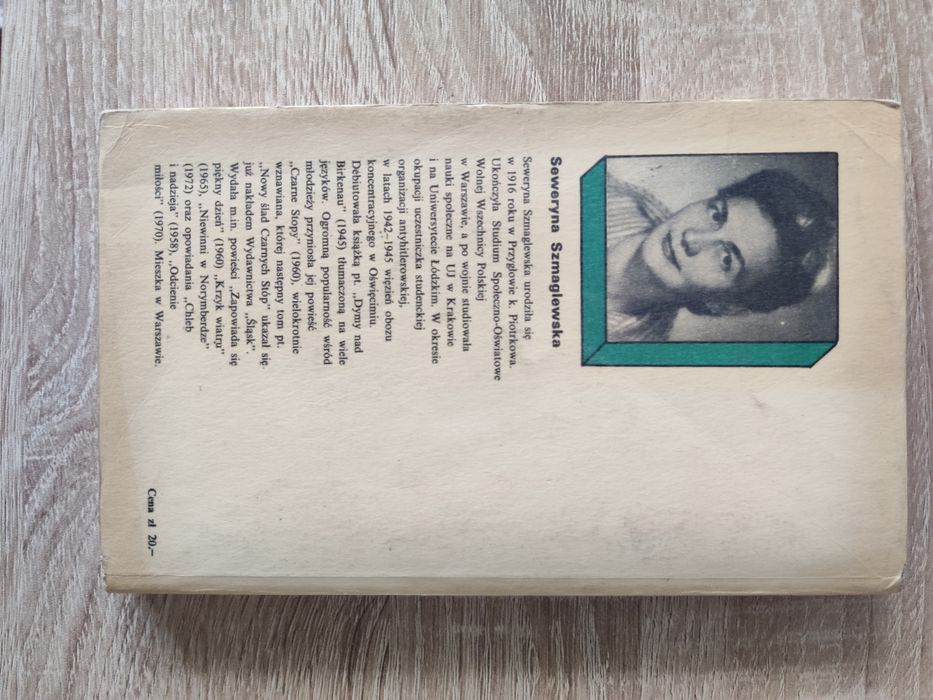 Seweryna Szmaglewska
Seweryna Szmaglewska urodziła się
w 1916 roku w Przygłowie k. Piotrkowa.
Ukończyła Studium Społeczno-Oświatowe
Wolnej Wszechnicy Polskiej
w Warszawie, a po wojnie studiowała
nauki społeczne na UJ w Krakowie
i na Uniwersytecie Łódzkim. W okresie
okupacji uczestniczka studenckiej
organizacji antyhitlerowskiej,
w latach 1942–1945 więzień obozu
koncentracyjnego w Oświęcimiu.
Debiutowała książką pt. „Dymy nad
Birkenau” (1945) tłumaczoną na wiele
języków. Ogromną popularność wśród
młodzieży przyniosła jej powieść
„Czarne Stopy” (1960), wielokrotnie
wznawiana, której następny tom pt.
„Nowy ślad Czarnych Stóp” ukazał się
już nakładem Wydawnictwa „Śląsk”.
Wydała m.in. powieści „Zapowiada się
piękny dzień” (1960) „Krzyk wiatru”
(1965), „Niewinni w Norymberdze”
(1972) oraz opowiadania „Chleb
i nadzieja” (1958), „Odcienie
miłości” (1970). Mieszka w Warszawie.
Cena zł 20,—